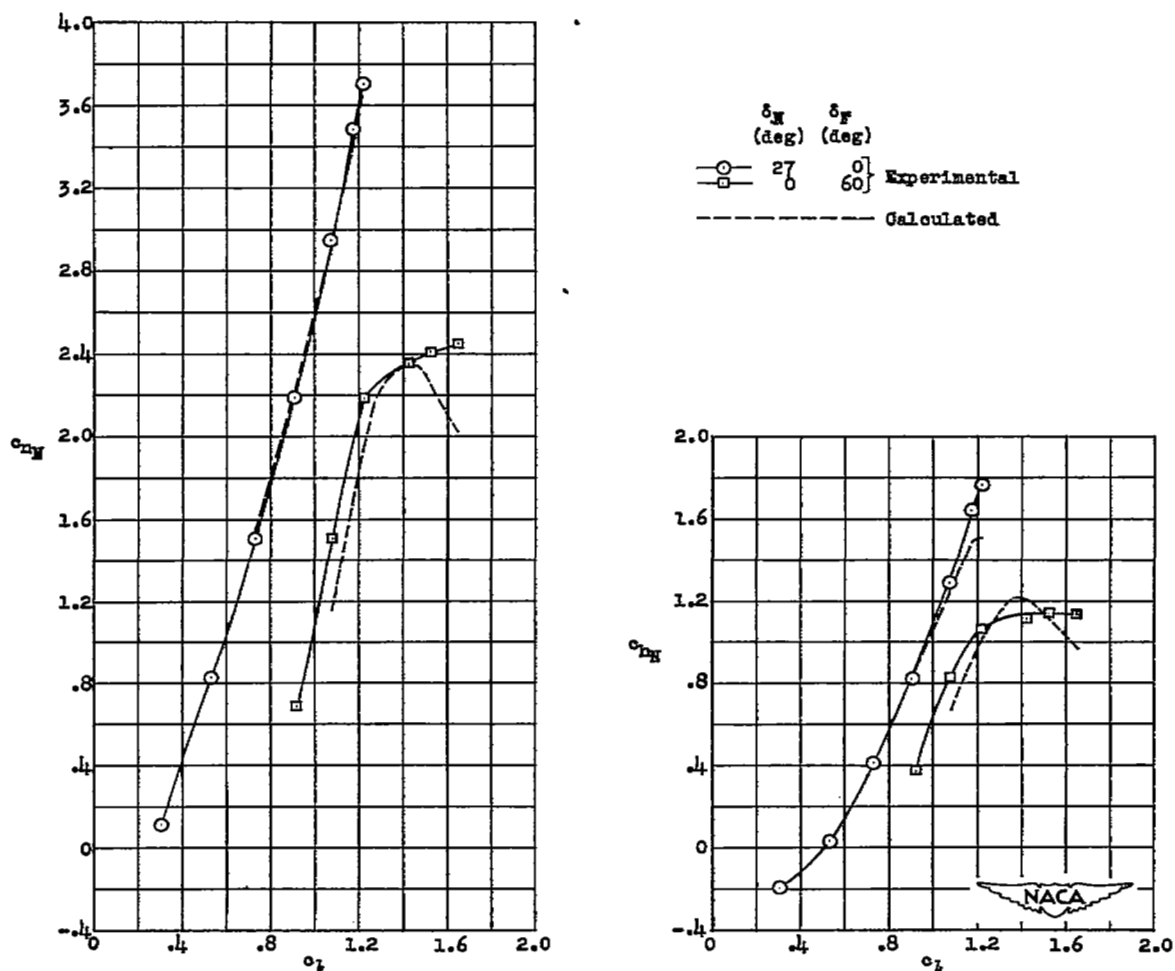 4.0
3.6
3.2
2.8
2.4
2.0
1.6
1.2
.8
.4
0
-.4
c_{n_N}
0 .4 .8 1.2 1.6 2.0
c_l
δ_N δ_F
(deg) (deg)
27 0
0 60
Experimental
Calculated
2.0
1.6
1.2
.8
.4
0
-.4
c_{h_N}
0 .4 .8 1.2 1.6 2.0
c_l
NACA